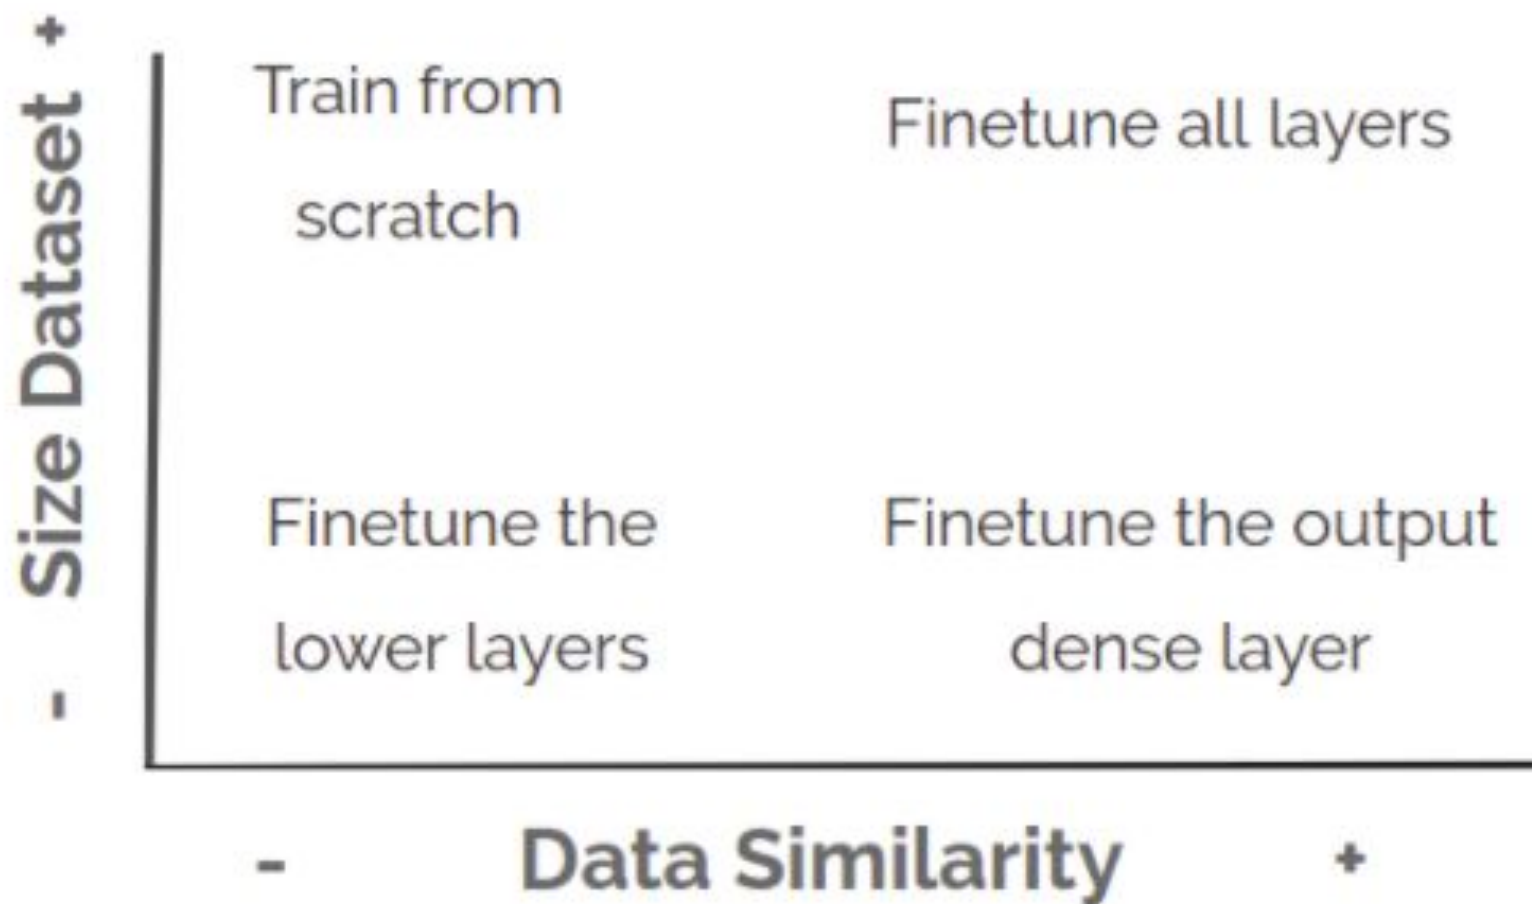 +
Size Dataset
-
Train from
scratch
Finetune all layers
Finetune the
lower layers
Finetune the output
dense layer
-
Data Similarity
+